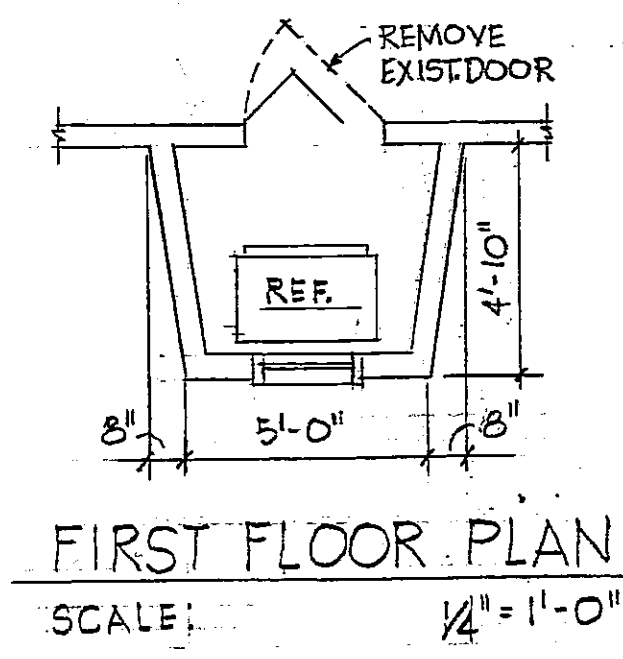 REMOVE
EXIST. DOOR
REF.
4'-10"
8"
5'-0"
8"
FIRST FLOOR PLAN
SCALE: 1/4" = 1'-0"